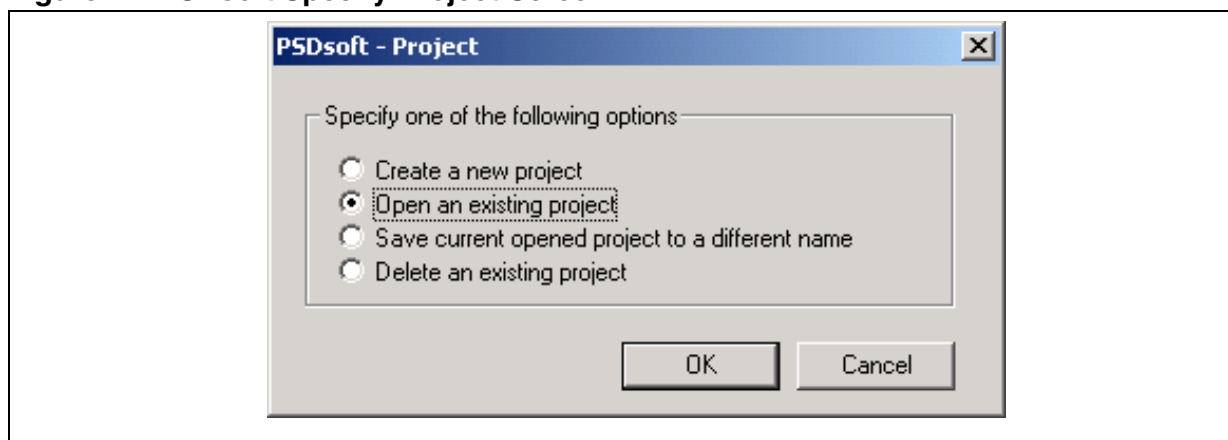 PSDsoft - Project
Specify one of the following options
Create a new project
Open an existing project
Save current opened project to a different name
Delete an existing project
OK Cancel